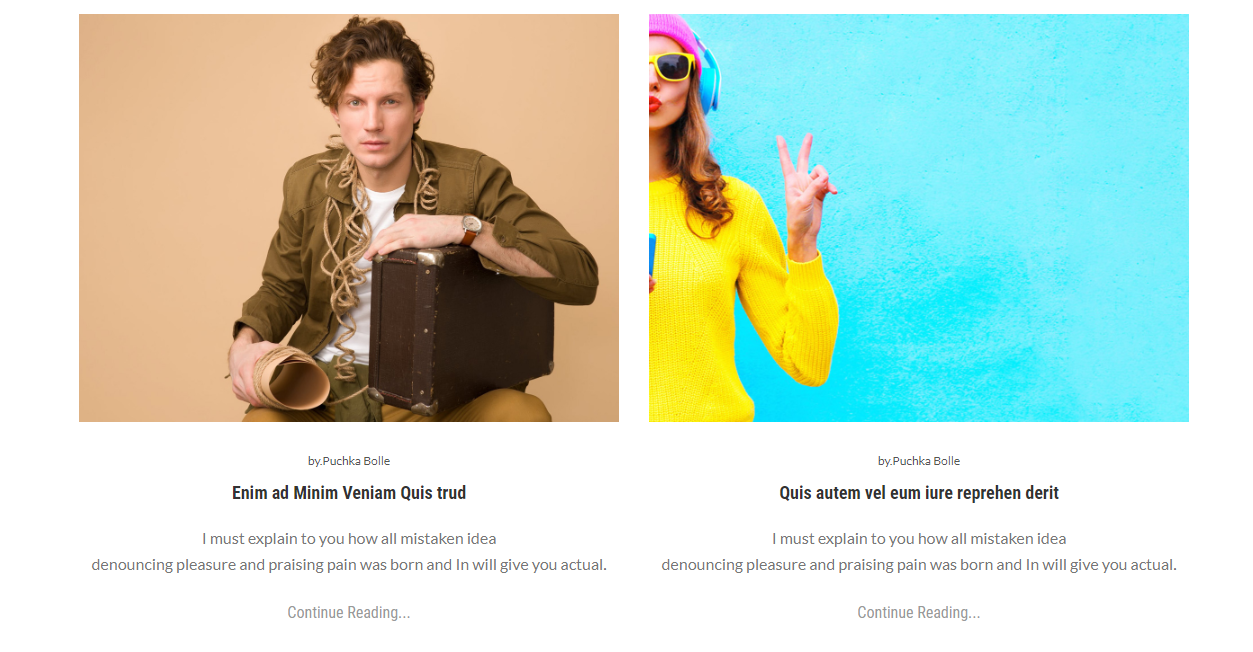 by.Puchka Bolle
Enim ad Minim Veniam Quis trud
I must explain to you how all mistaken idea
denouncing pleasure and praising pain was born and In will give you actual.
Continue Reading...
by.Puchka Bolle
Quis autem vel eum iure reprehen derit
I must explain to you how all mistaken idea
denouncing pleasure and praising pain was born and In will give you actual.
Continue Reading...